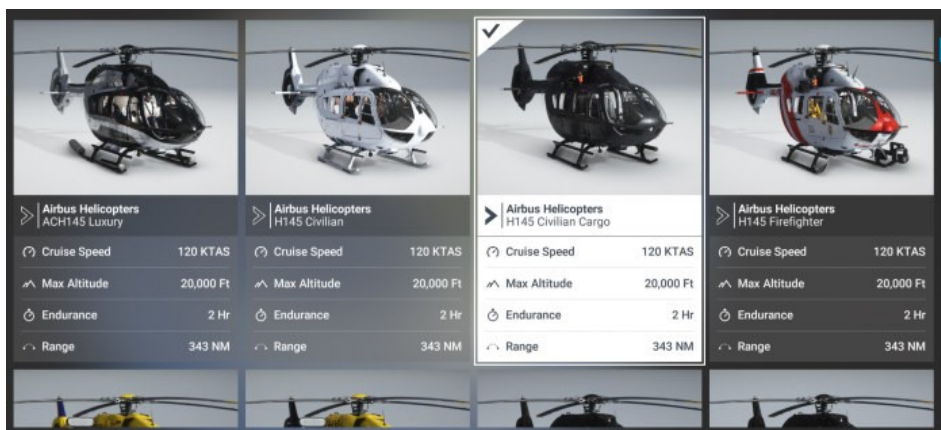 Airbus Helicopters
ACH145 Luxury
Cruise Speed 120 KTAS
Max Altitude 20,000 Ft
Endurance 2 Hr
Range 343 NM
Airbus Helicopters
H145 Civilian
Cruise Speed 120 KTAS
Max Altitude 20,000 Ft
Endurance 2 Hr
Range 343 NM
Airbus Helicopters
H145 Civilian Cargo
Cruise Speed 120 KTAS
Max Altitude 20,000 Ft
Endurance 2 Hr
Range 343 NM
Airbus Helicopters
H145 Firefighter
Cruise Speed 120 KTAS
Max Altitude 20,000 Ft
Endurance 2 Hr
Range 343 NM